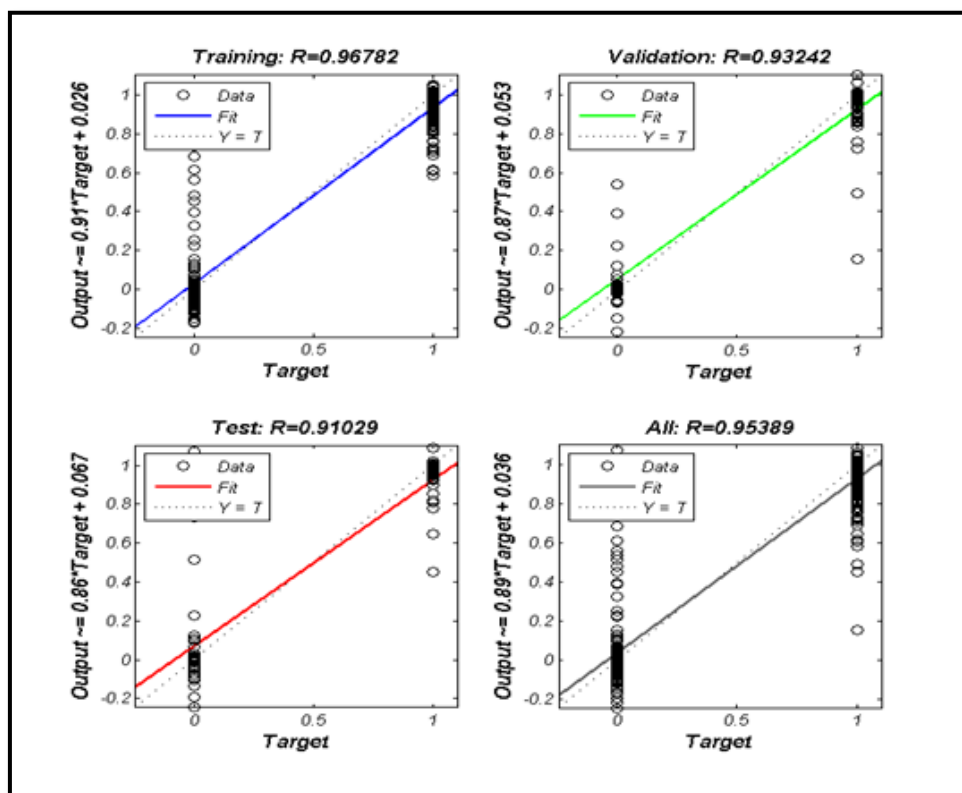 Training: R=0.96782
Output ~= 0.91*Target + 0.026
Data
Fit
Y = T
1
0.8
0.6
0.4
0.2
0
-0.2
0
0.5
1
Target
Validation: R=0.93242
Output ~= 0.87*Target + 0.053
Data
Fit
Y = T
1
0.8
0.6
0.4
0.2
0
-0.2
0
0.5
1
Target
Test: R=0.91029
Output ~= 0.86*Target + 0.067
Data
Fit
Y = T
1
0.8
0.6
0.4
0.2
0
-0.2
0
0.5
1
Target
All: R=0.95389
Output ~= 0.89*Target + 0.036
Data
Fit
Y = T
1
0.8
0.6
0.4
0.2
0
-0.2
0
0.5
1
Target